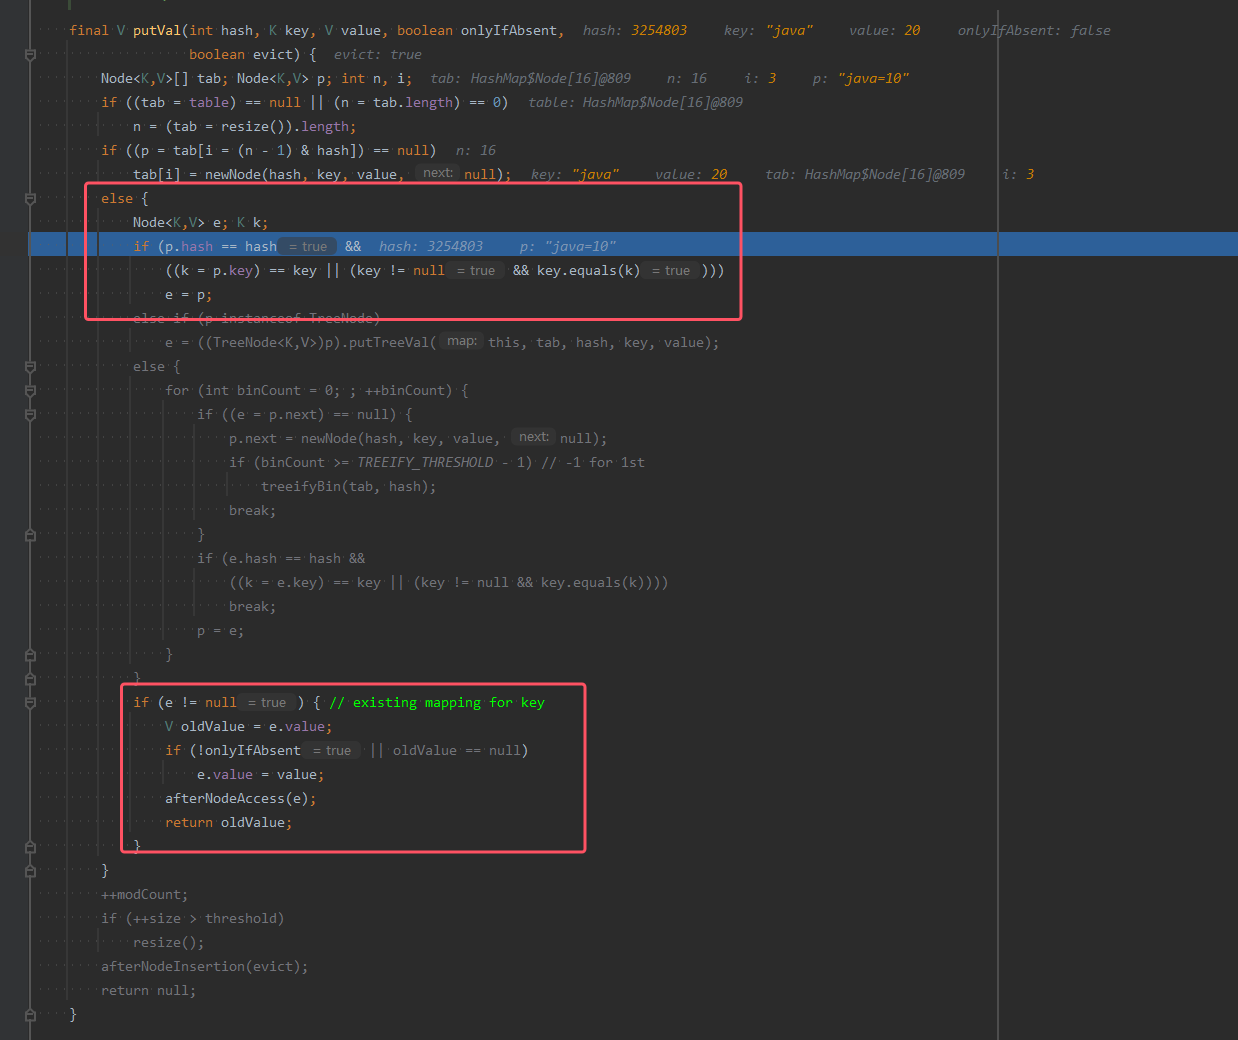 final V putVal(int hash, K key, V value, boolean onlyIfAbsent, hash: 3254803 key: "java" value: 20 onlyIfAbsent: false
boolean evict) { evict: true
Node<K,V>[] tab; Node<K,V> p; int n, i; tab: HashMap$Node[16]@809 n: 16 i: 3 p: "java=10"
if ((tab = table) == null || (n = tab.length) == 0) table: HashMap$Node[16]@809
n = (tab = resize()).length;
if ((p = tab[i = (n - 1) & hash]) == null) n: 16
tab[i] = newNode(hash, key, value, next: null); key: "java" value: 20 tab: HashMap$Node[16]@809 i: 3
else {
Node<K,V> e; K k;
if (p.hash == hash = true && hash: 3254803 p: "java=10"
((k = p.key) == key || (key != null = true && key.equals(k) = true )))
e = p;
else if (p instanceof TreeNode)
e = ((TreeNode<K,V>)p).putTreeVal( map: this, tab, hash, key, value);
else {
for (int binCount = 0; ; ++binCount) {
if ((e = p.next) == null) {
p.next = newNode(hash, key, value, next: null);
if (binCount >= TREEIFY_THRESHOLD - 1) // -1 for 1st
treeifyBin(tab, hash);
break;
}
if (e.hash == hash &&
((k = e.key) == key || (key != null && key.equals(k))))
break;
p = e;
}
}
if (e != null = true ) { // existing mapping for key
V oldValue = e.value;
if (!onlyIfAbsent = true || oldValue == null)
e.value = value;
afterNodeAccess(e);
return oldValue;
}
}
++modCount;
if (++size > threshold)
resize();
afterNodeInsertion(evict);
return null;
}